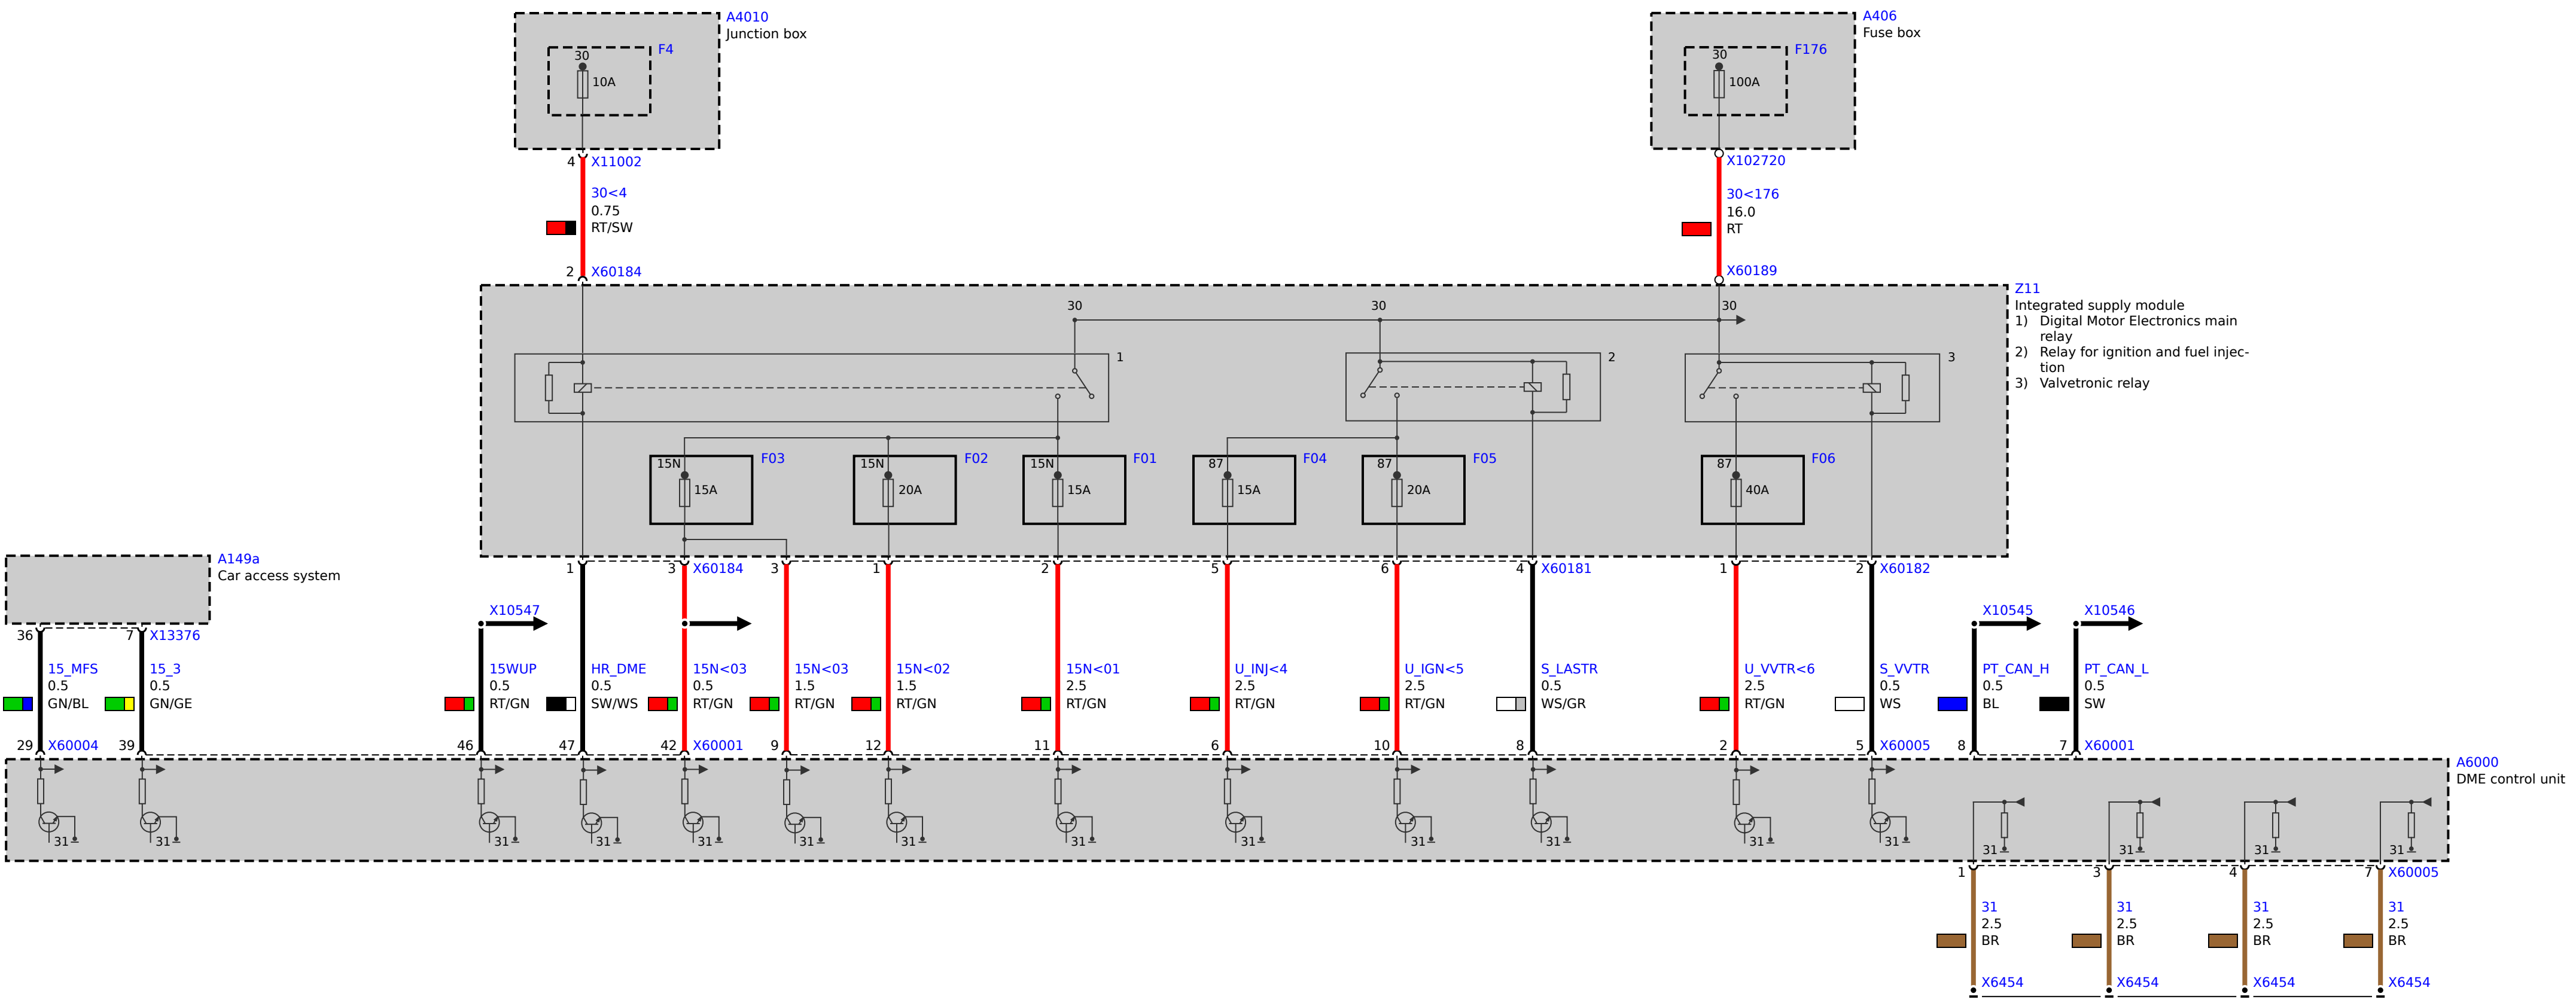 A4010
Junction box
F4
30
10A
4 X11002
30<4
0.75
RT/SW
2 X60184
A406
Fuse box
F176
30
100A
X102720
30<176
16.0
RT
X60189
Z11
Integrated supply module
1) Digital Motor Electronics main
relay
2) Relay for ignition and fuel injec-
tion
3) Valvetronic relay
30 30 30
1 2 3
15N F03
15A
15N F02
20A
15N F01
15A
87 F04
15A
87 F05
20A
87 F06
40A
1 3 X60184 3 1 2 5 6 4 X60181 1 2 X60182
A149a
Car access system
36 7 X13376
X10547
X10545
X10546
15_MFS
0.5
GN/BL
15_3
0.5
GN/GE
15WUP
0.5
RT/GN
HR_DME
0.5
SW/WS
15N<03
0.5
RT/GN
15N<03
1.5
RT/GN
15N<02
1.5
RT/GN
15N<01
2.5
RT/GN
U_INJ<4
2.5
RT/GN
U_IGN<5
2.5
RT/GN
S_LASTR
0.5
WS/GR
U_VVTR<6
2.5
RT/GN
S_VVTR
0.5
WS
PT_CAN_H
0.5
BL
PT_CAN_L
0.5
SW
29 X60004 39 46 47 42 X60001 9 12 11 6 10 8 2 5 X60005 8 7 X60001
A6000
DME control unit
31 31 31 31 31 31 31 31 31 31 31 31 31 31 31 31 31
1 3 4 7 X60005
31
2.5
BR
31
2.5
BR
31
2.5
BR
31
2.5
BR
X6454 X6454 X6454 X6454